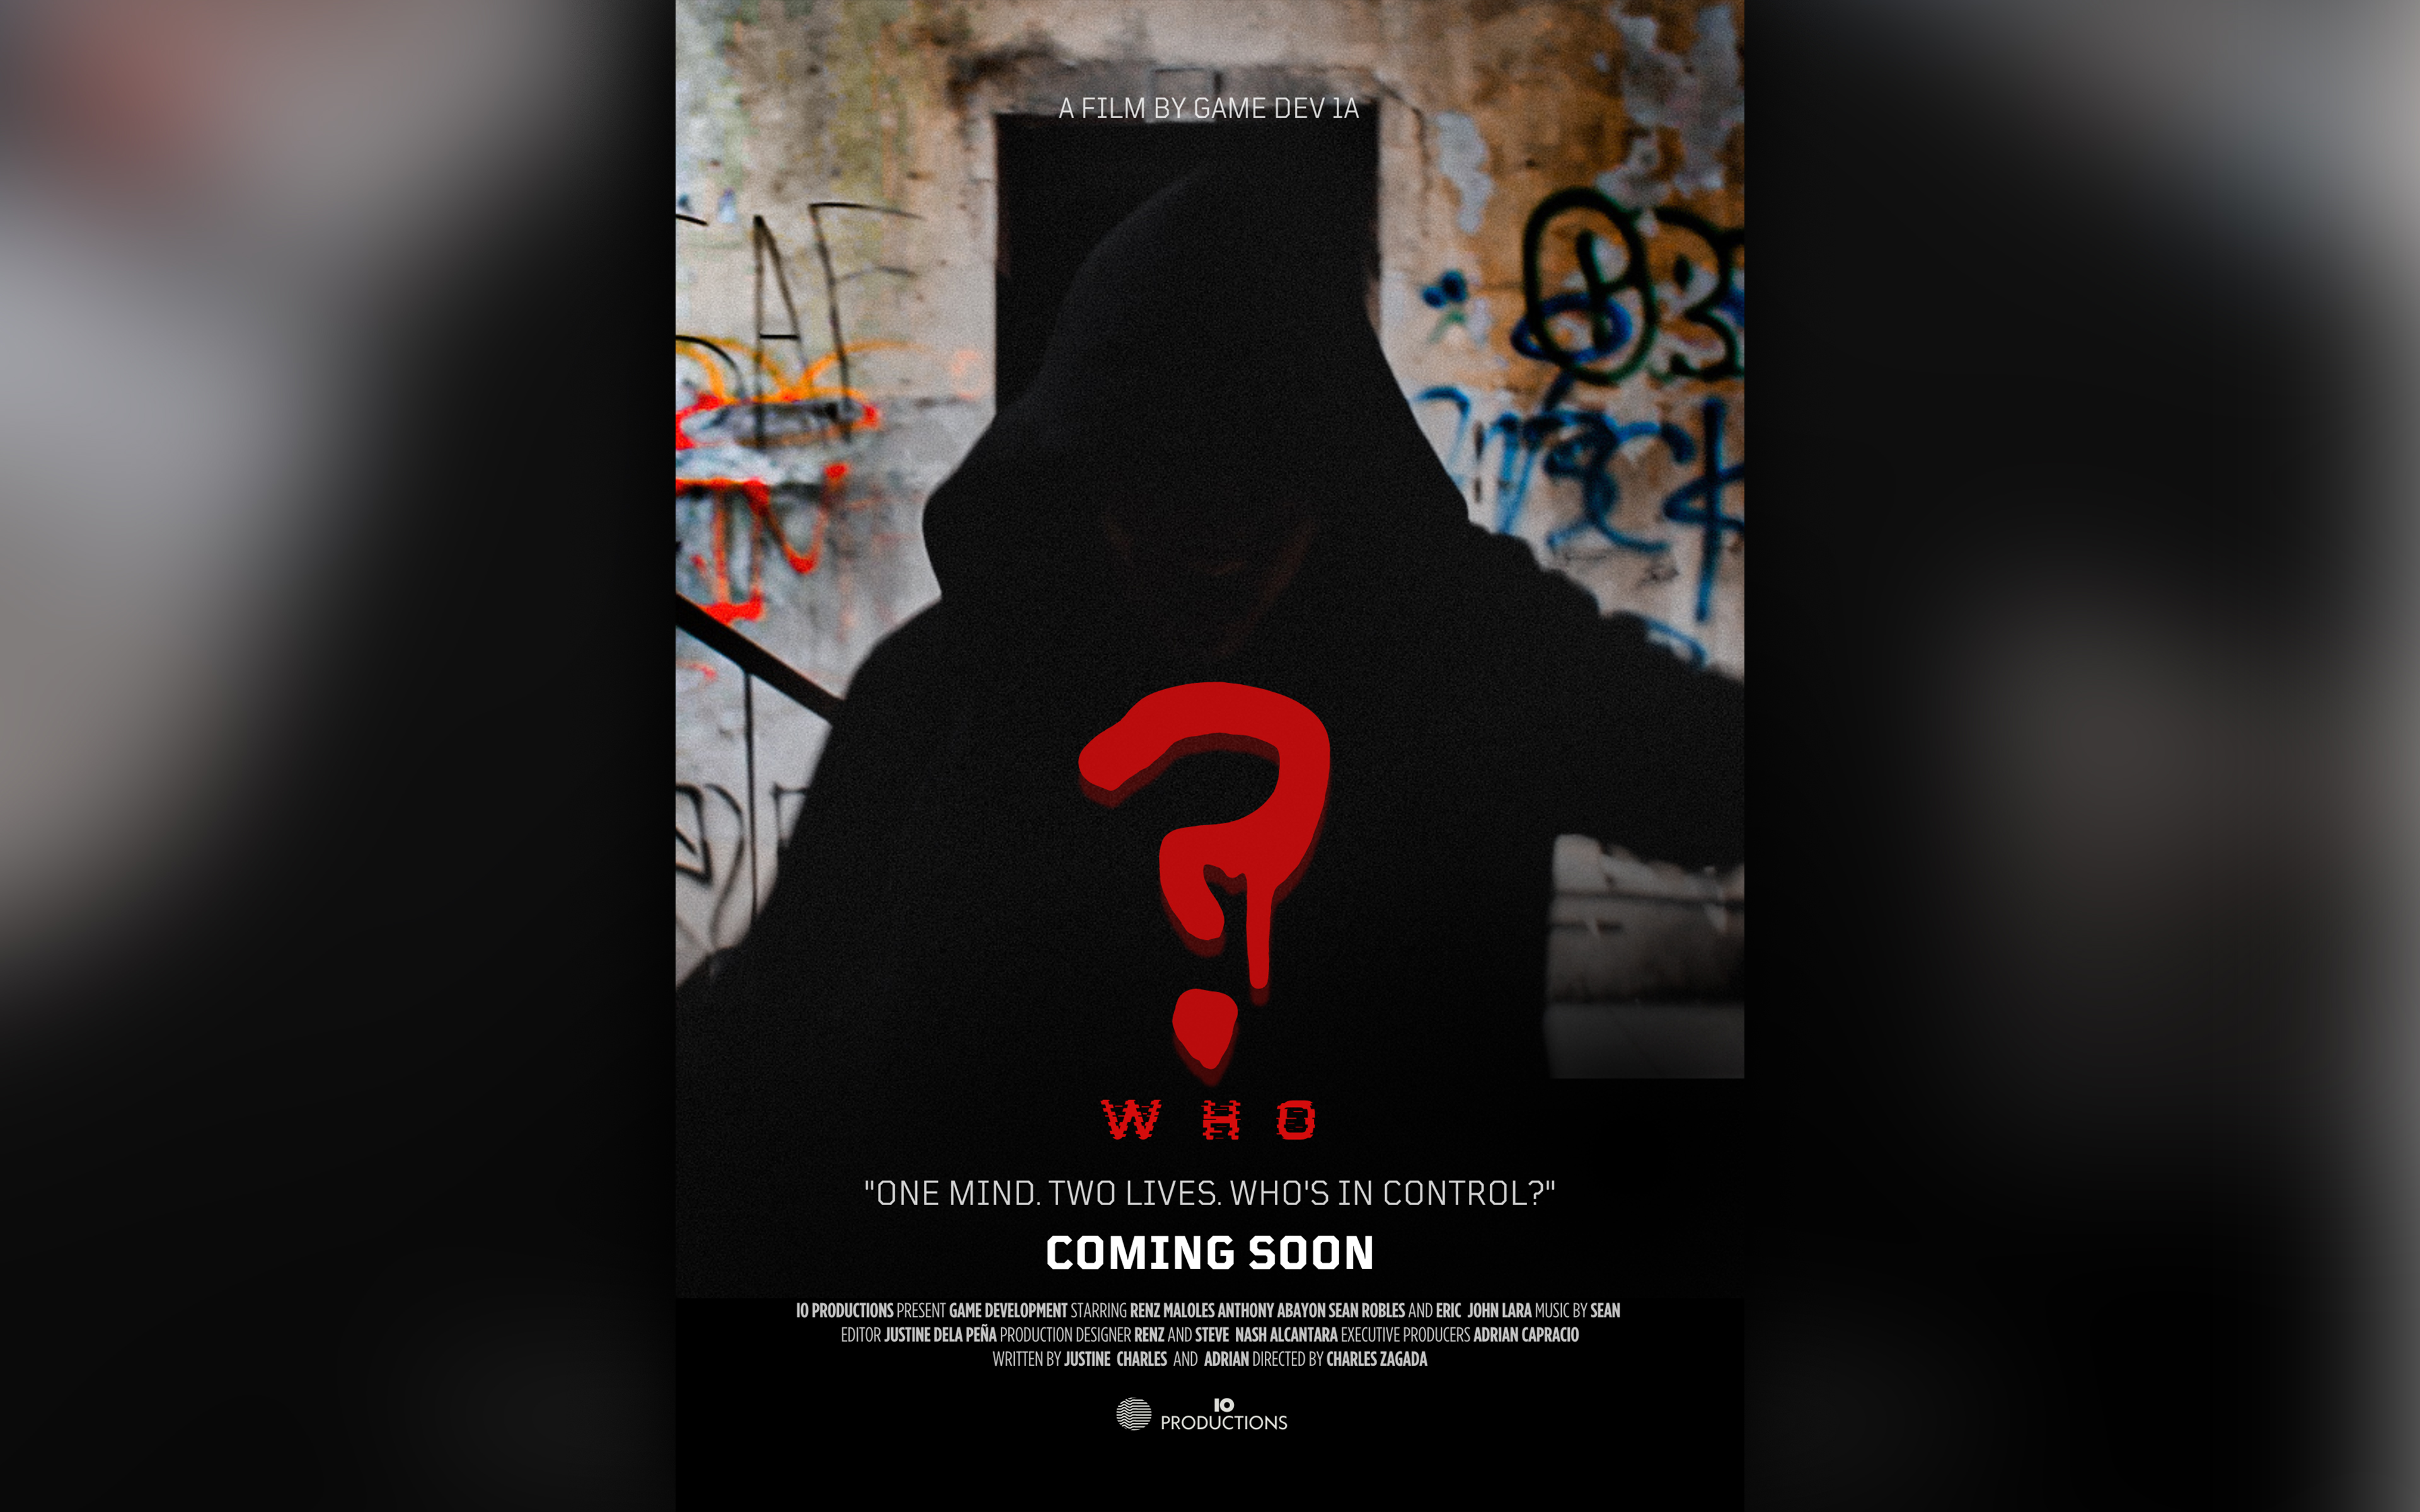 A FILM BY GAME DEV 1A
?
WHO
"ONE MIND. TWO LIVES. WHO'S IN CONTROL?"
COMING SOON
IO PRODUCTIONS PRESENT GAME DEVELOPMENT STARRING RENZ MALOLES ANTHONY ABAYON SEAN ROBLES AND ERIC JOHN LARA MUSIC BY SEAN
EDITOR JUSTINE DELA PEÑA PRODUCTION DESIGNER RENZ AND STEVE NASH ALCANTARA EXECUTIVE PRODUCERS ADRIAN CAPRACIO
WRITTEN BY JUSTINE CHARLES AND ADRIAN DIRECTED BY CHARLES ZAGADA
IO
PRODUCTIONS